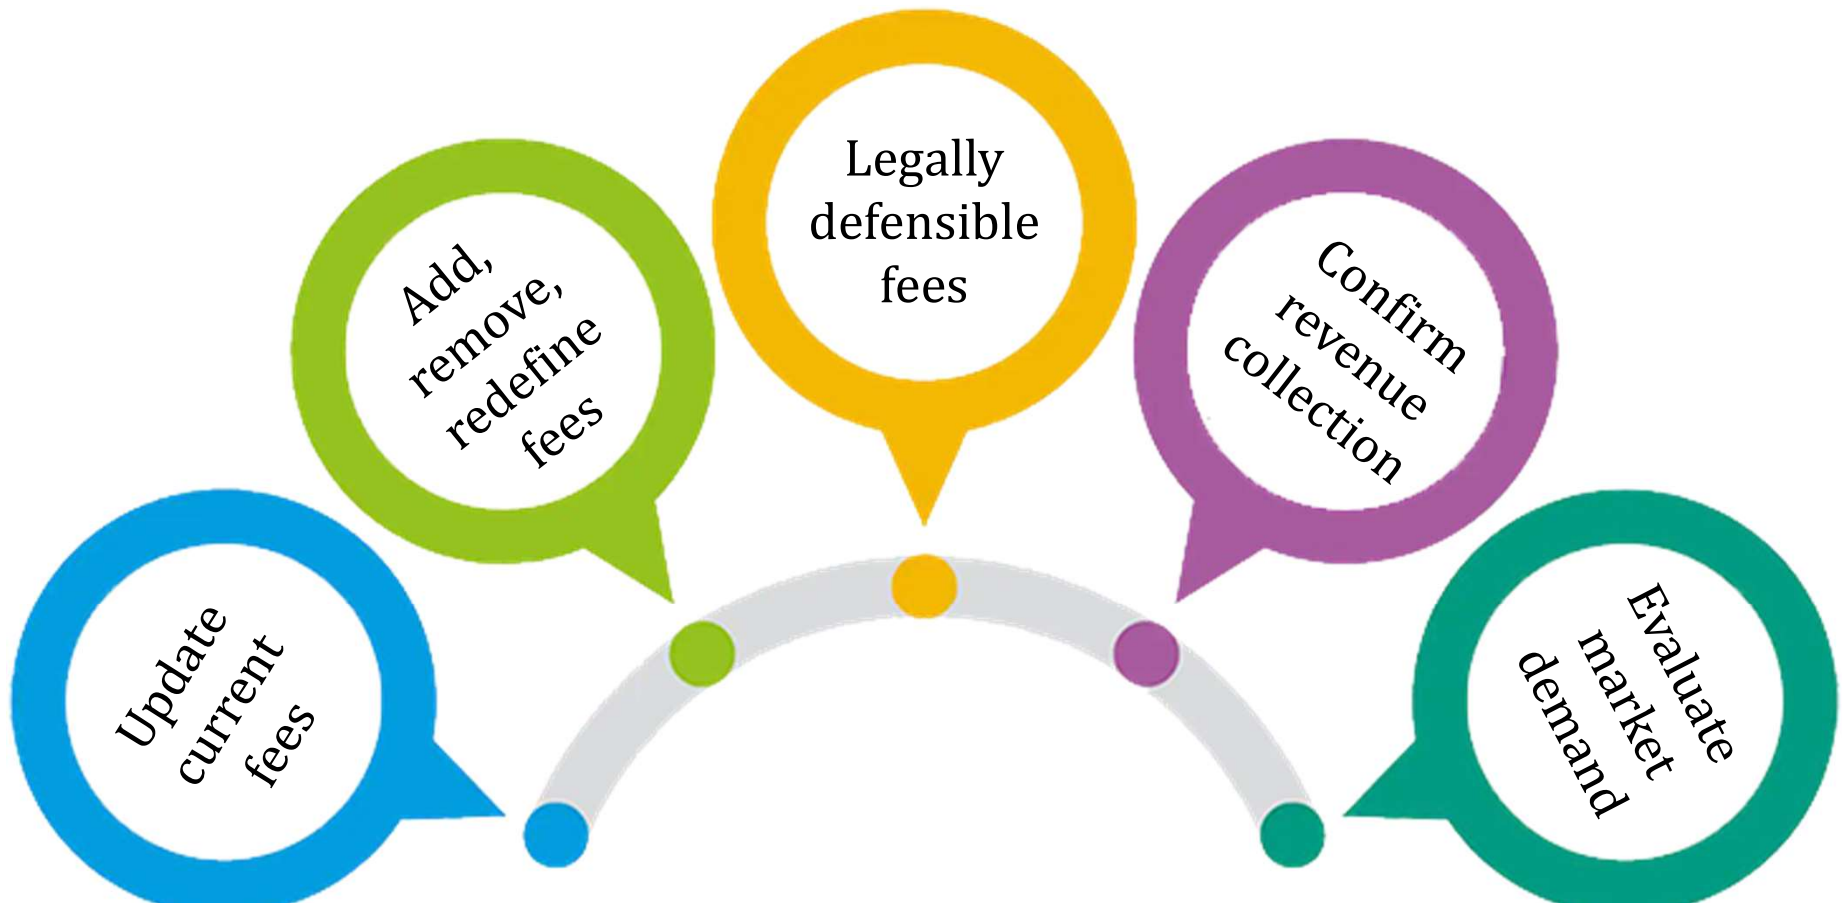 Update
current
fees
Add,
remove,
redefine
fees
Legally
defensible
fees
Confirm
revenue
collection
Evaluate
market
demand